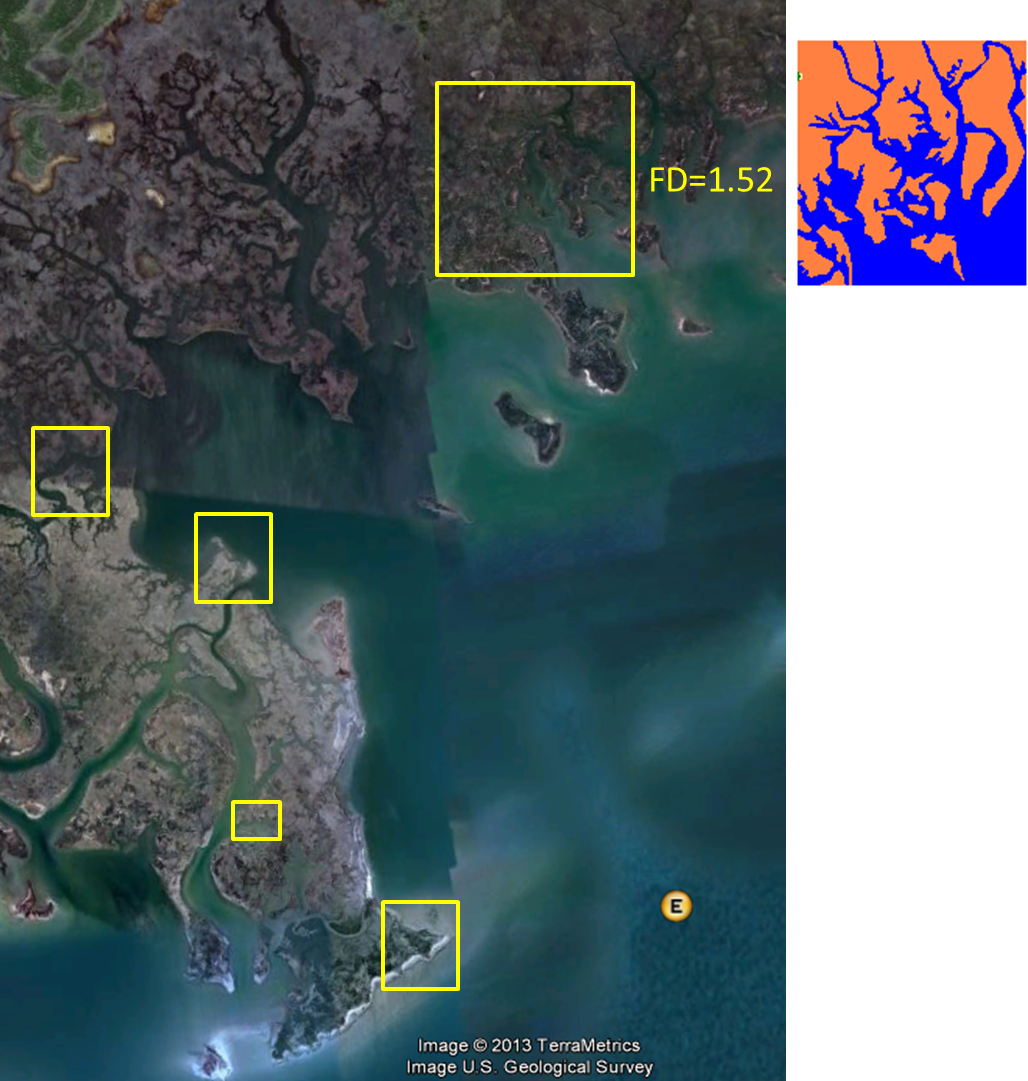 FD=1.52
E
Image © 2013 TerraMetrics
Image U.S. Geological Survey